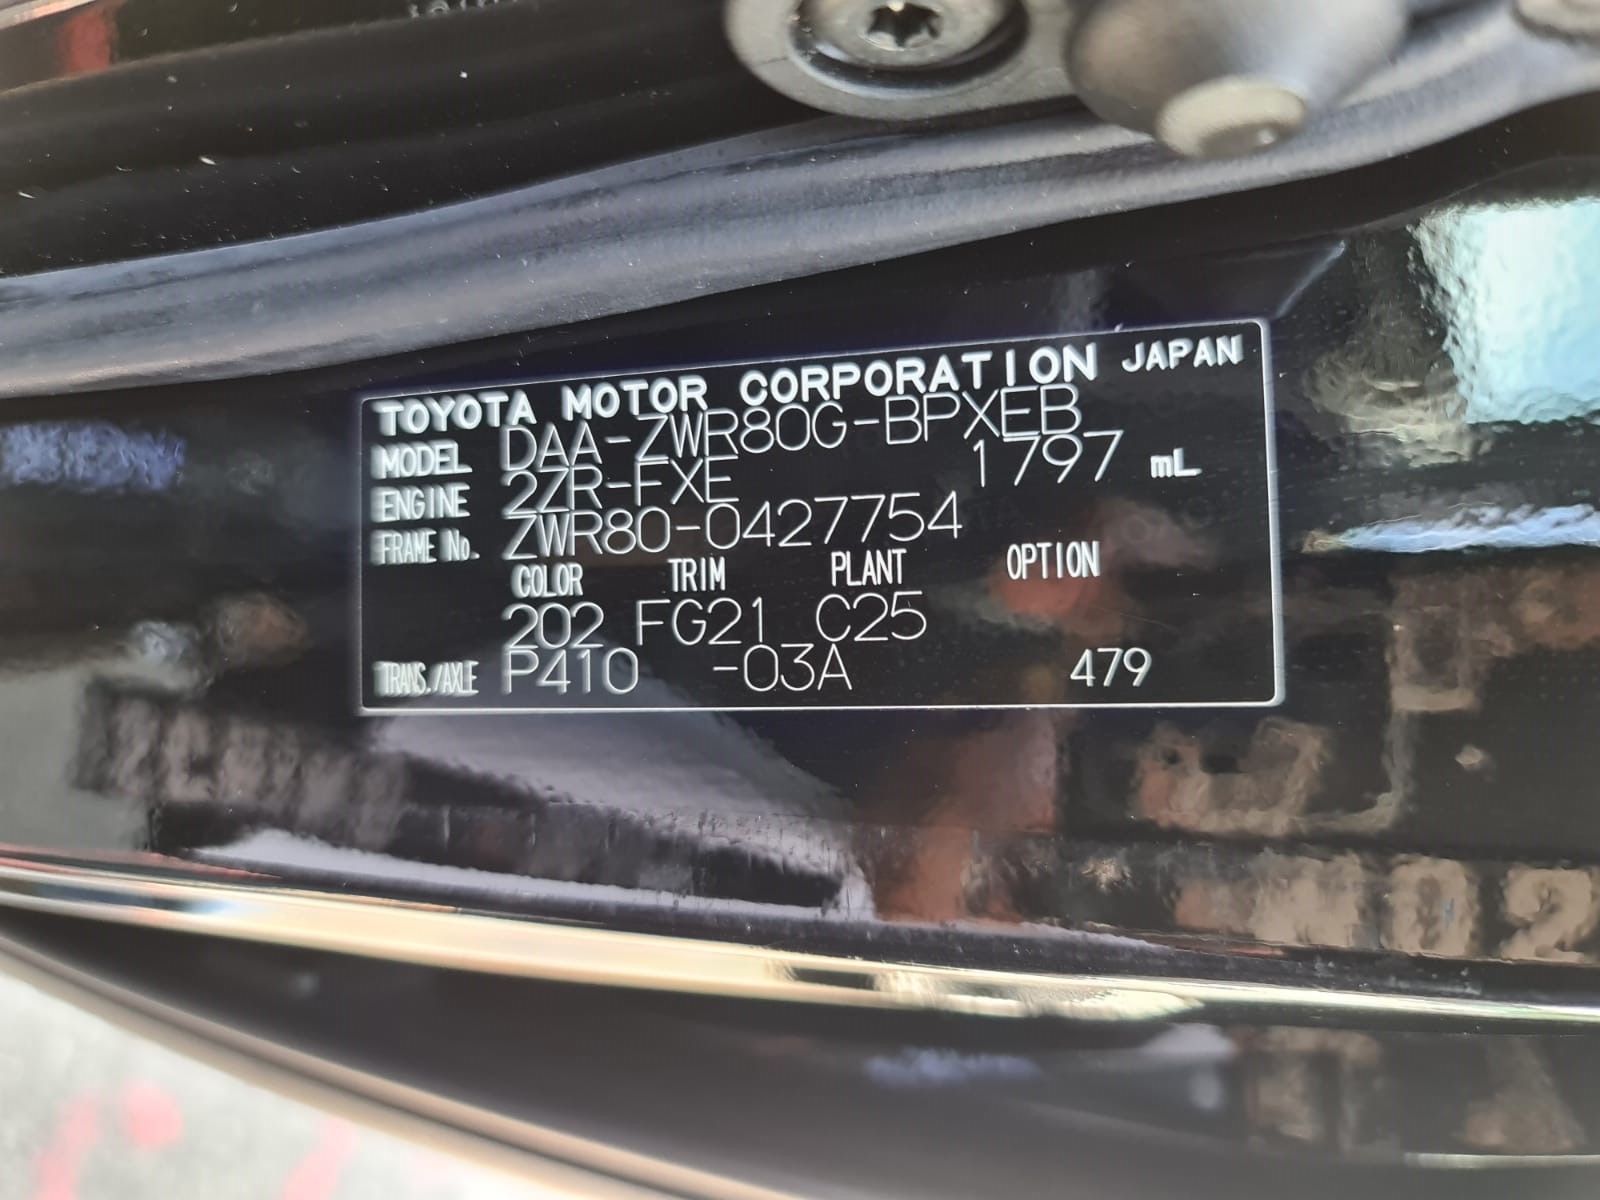 TOYOTA MOTOR CORPORATION JAPAN
MODEL DAA-ZWR80G-BPXEB
ENGINE 2ZR-FXE 1797 mL
FRAME No. ZWR80-0427754
COLOR TRIM PLANT OPTION
202 FG21 C25
TRANS./AXLE P410 -03A 479